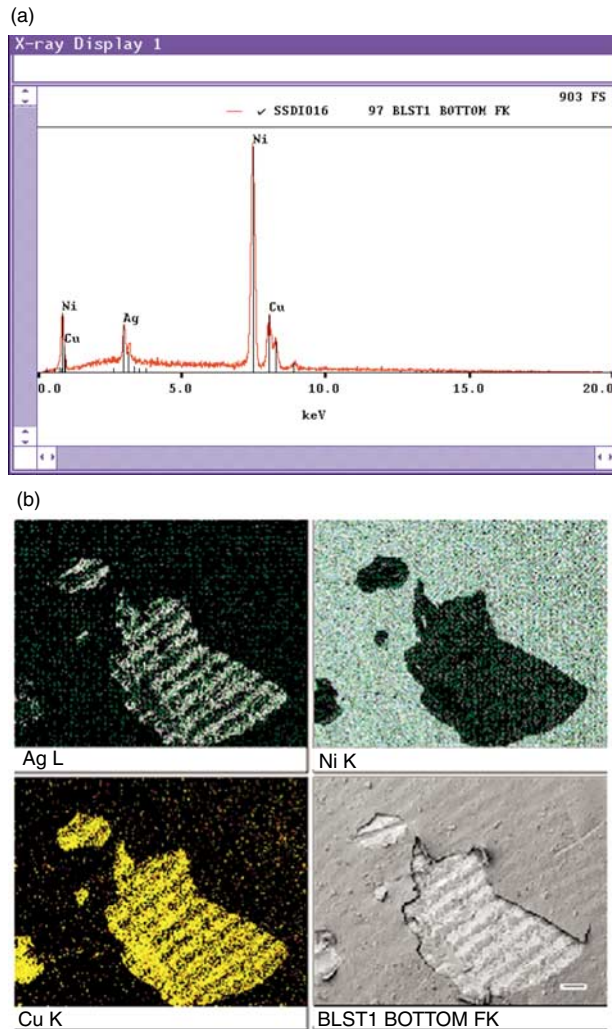 (a)
X-ray Display 1
903 FS
✓ SSDI016 97 BLST1 BOTTOM FK
Ni
Ni
Cu
Ag
Cu
0.0 5.0 10.0 15.0 20.0
keV
(b)
Ag L Ni K
Cu K BLST1 BOTTOM FK